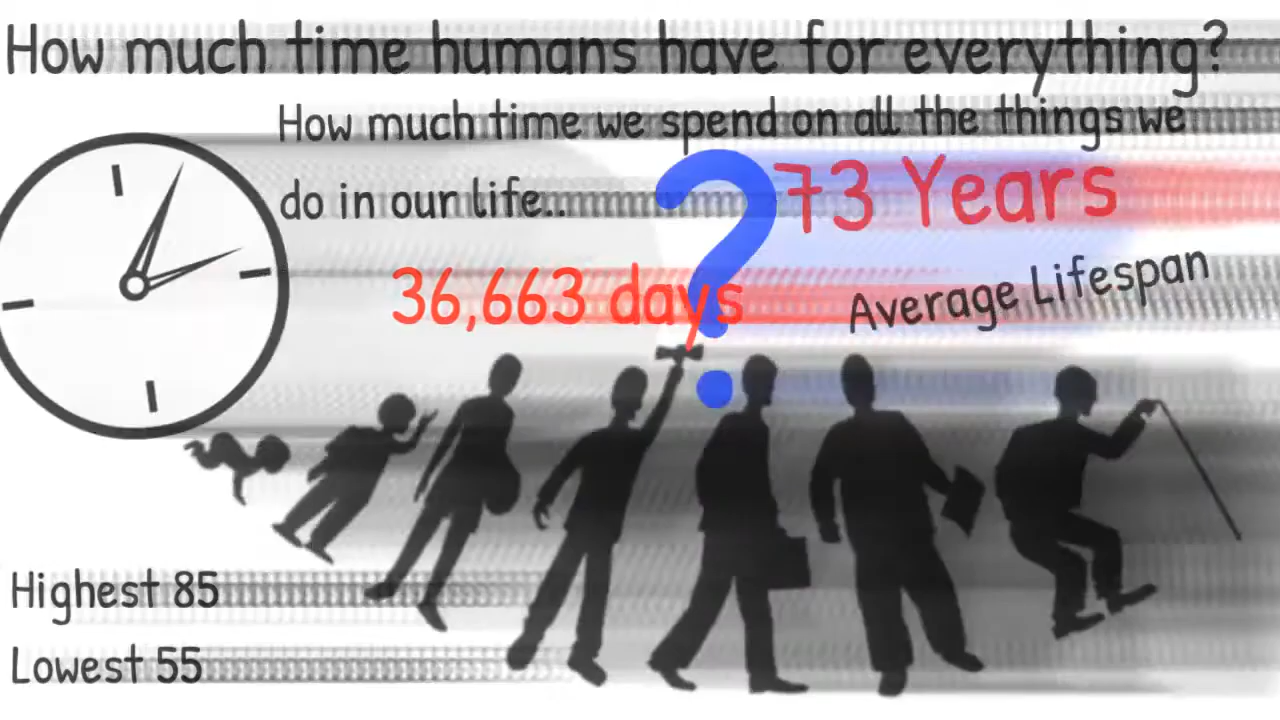 How much time humans have for everything?
How much time we spend on all the things we
do in our life..
73 Years
36,663 days
Average Lifespan
Highest 85
Lowest 55